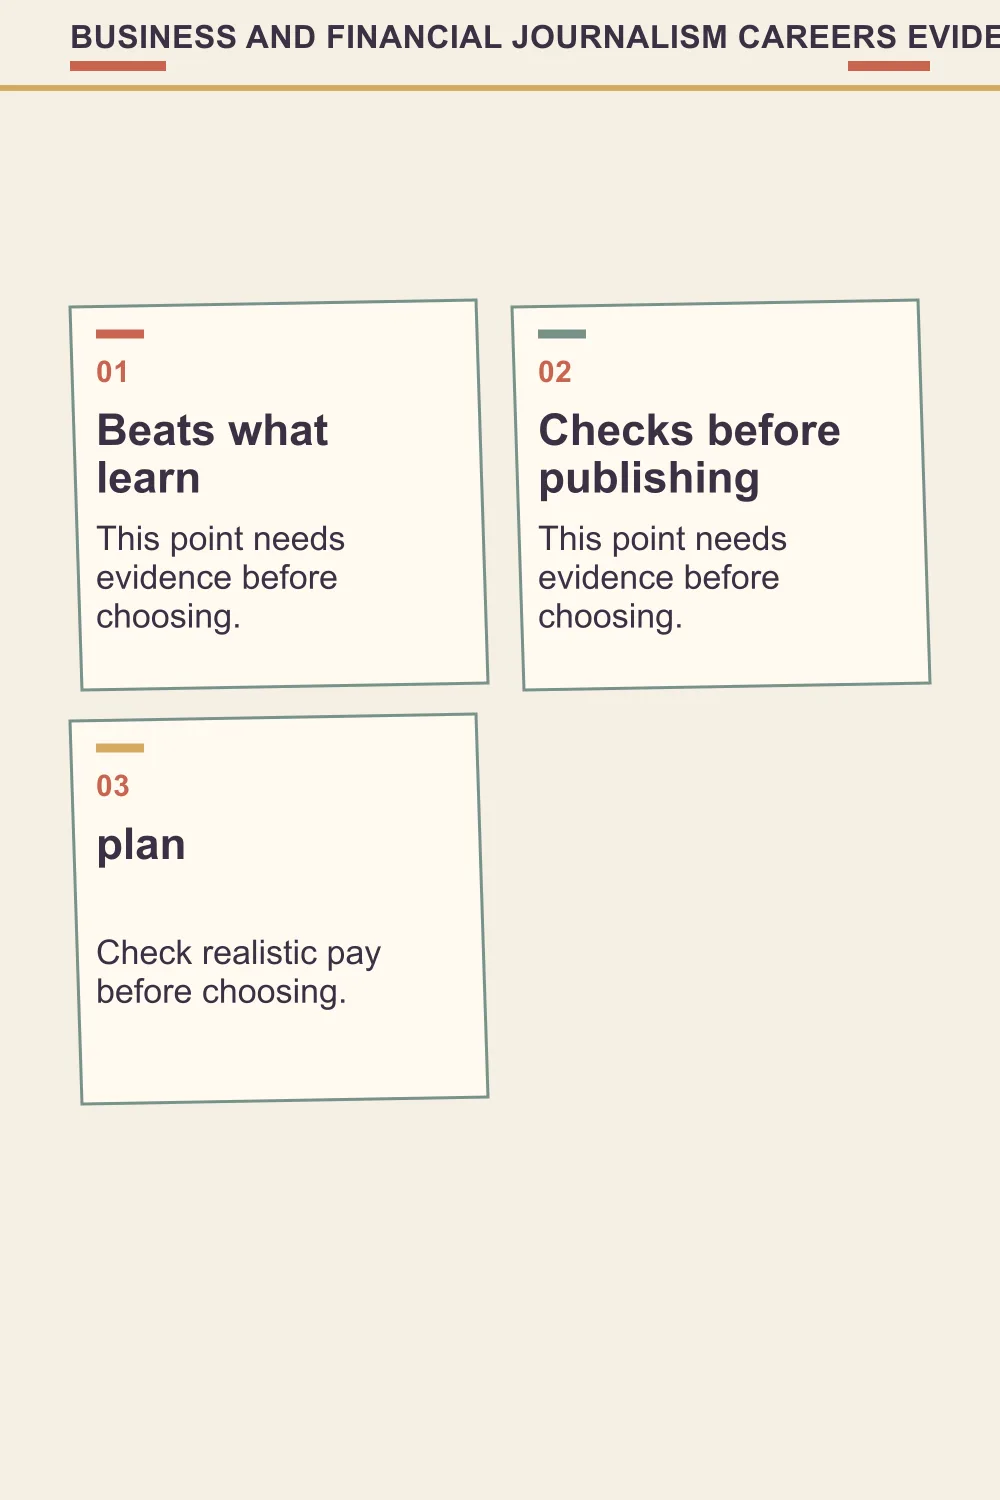 BUSINESS AND FINANCIAL JOURNALISM CAREERS EVIDE
01
Beats what
learn
This point needs
evidence before
choosing.
02
Checks before
publishing
This point needs
evidence before
choosing.
03
plan
Check realistic pay
before choosing.